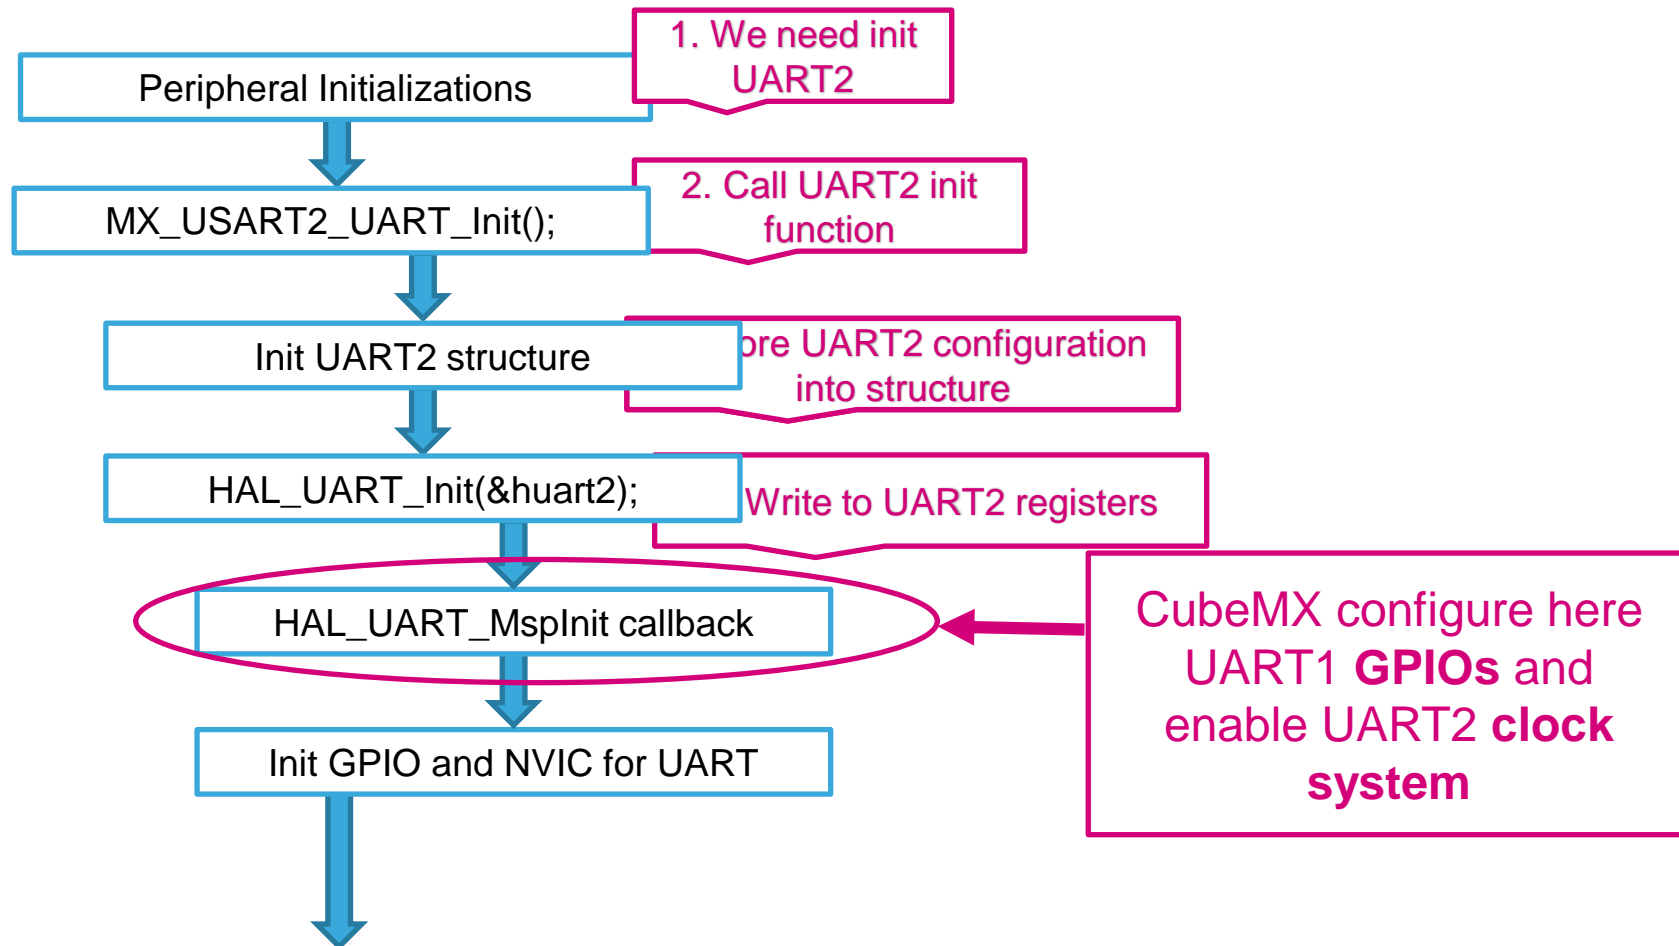 1. We need init
UART2
Peripheral Initializations
2. Call UART2 init
function
MX_USART2_UART_Init();
ore UART2 configuration
into structure
Init UART2 structure
HAL_UART_Init(&huart2);
Write to UART2 registers
HAL_UART_MspInit callback
CubeMX configure here
UART1 GPIOs and
enable UART2 clock
system
Init GPIO and NVIC for UART